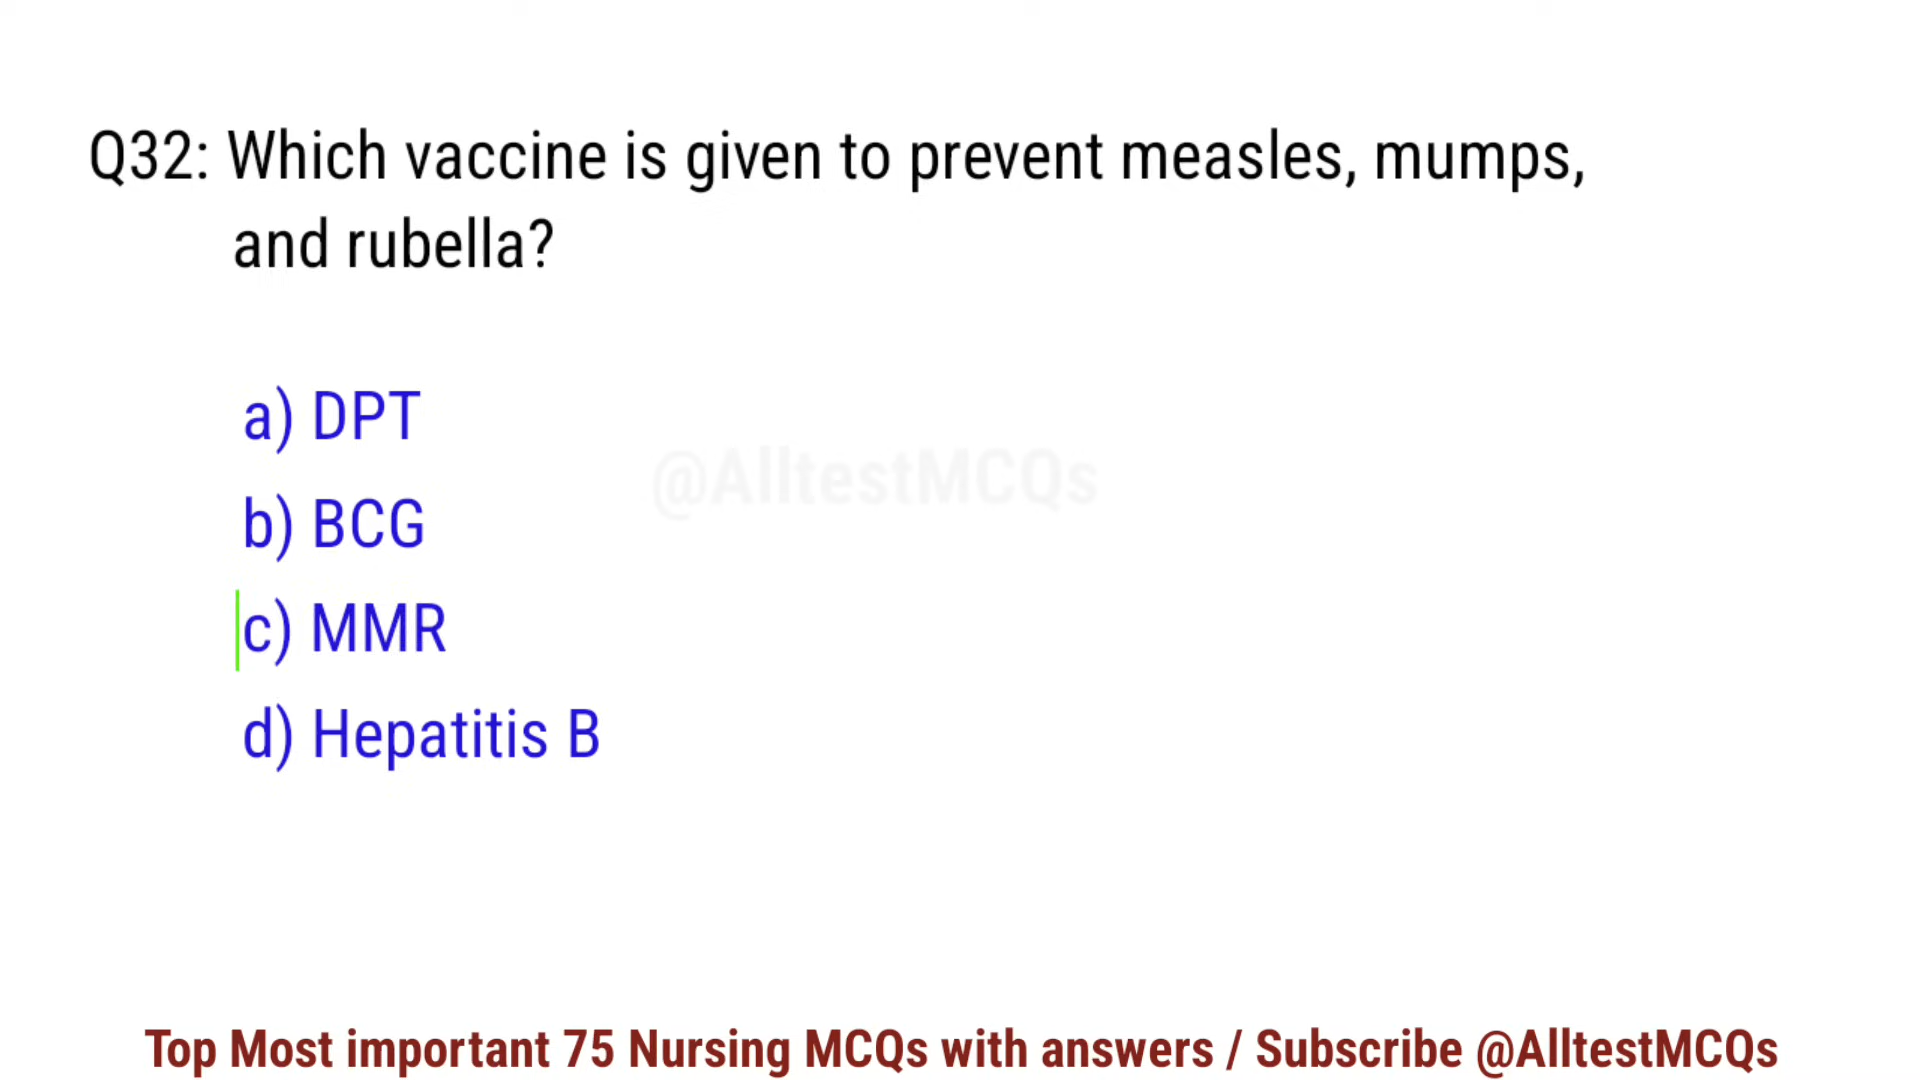 Q32: Which vaccine is given to prevent measles, mumps,
and rubella?
a) DPT
@AlltestMCQs
b) BCG
c) MMR
d) Hepatitis B
Top Most important 75 Nursing MCQs with answers / Subscribe @AlltestMCQs